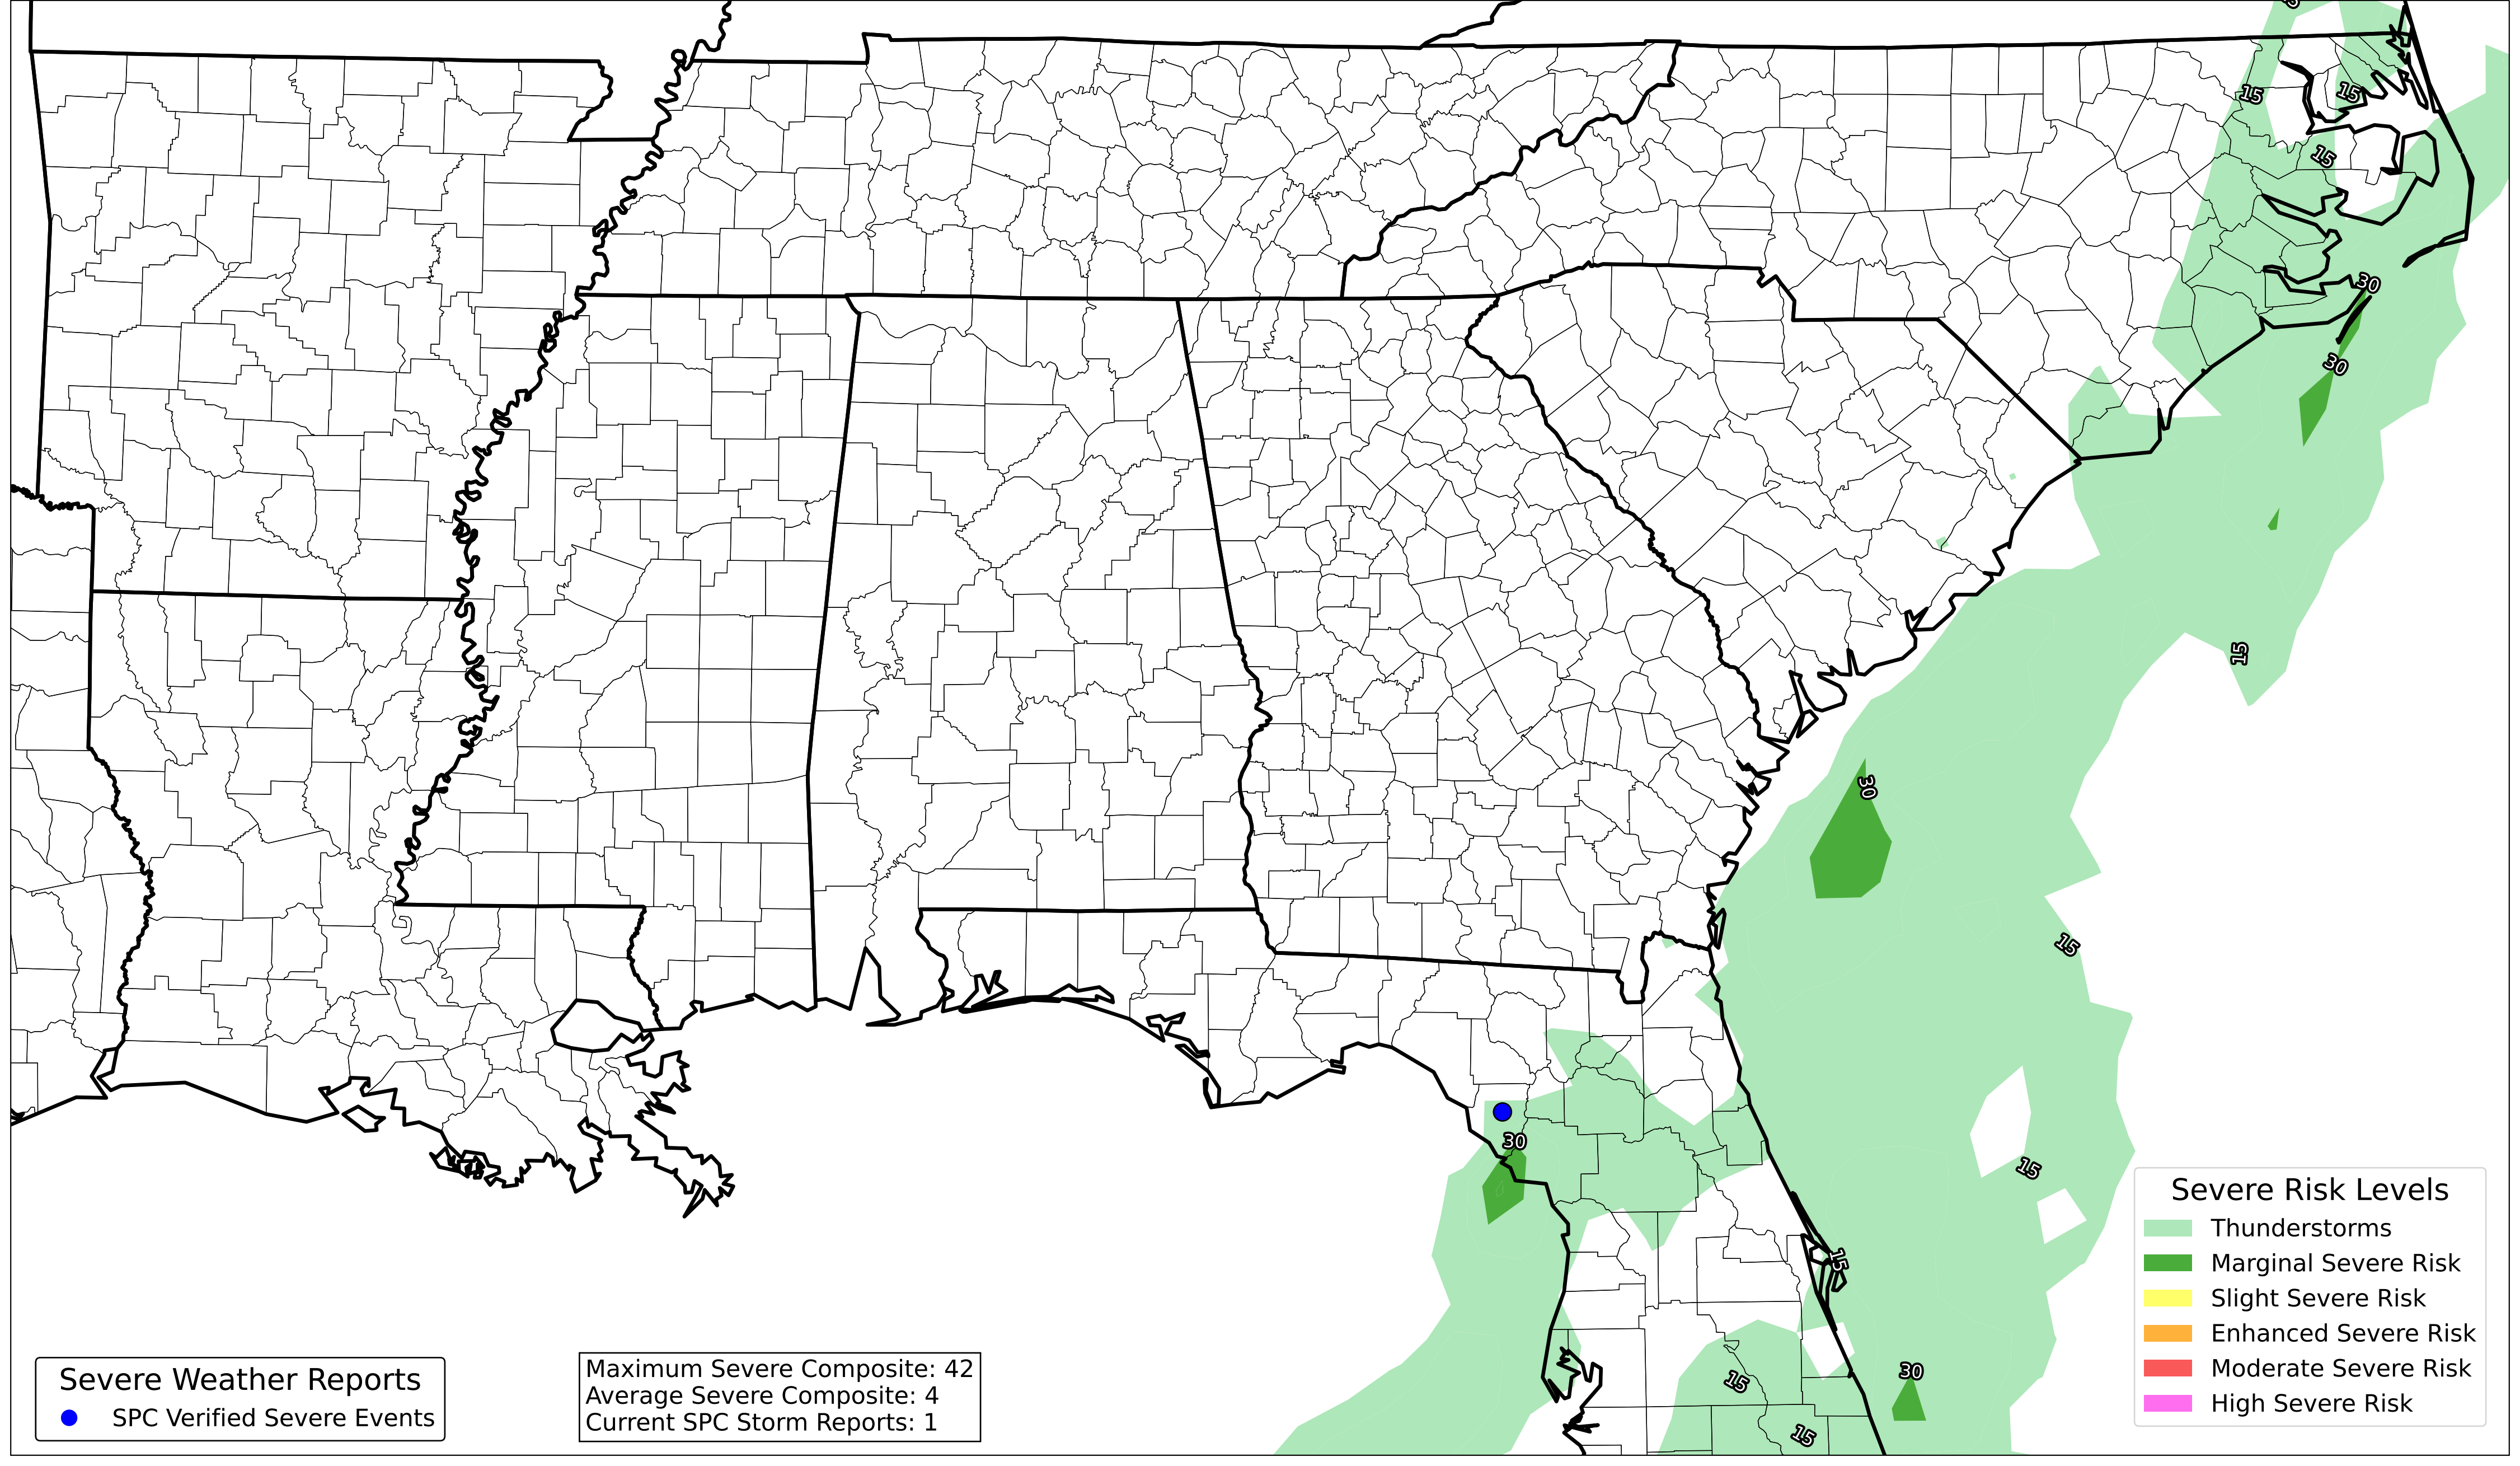 15
15
15
15
30
30
15
30
15
30
15
15
30
15
15
Severe Risk Levels
Thunderstorms
Marginal Severe Risk
Slight Severe Risk
Enhanced Severe Risk
Moderate Severe Risk
High Severe Risk
Severe Weather Reports
SPC Verified Severe Events
Maximum Severe Composite: 42
Average Severe Composite: 4
Current SPC Storm Reports: 1